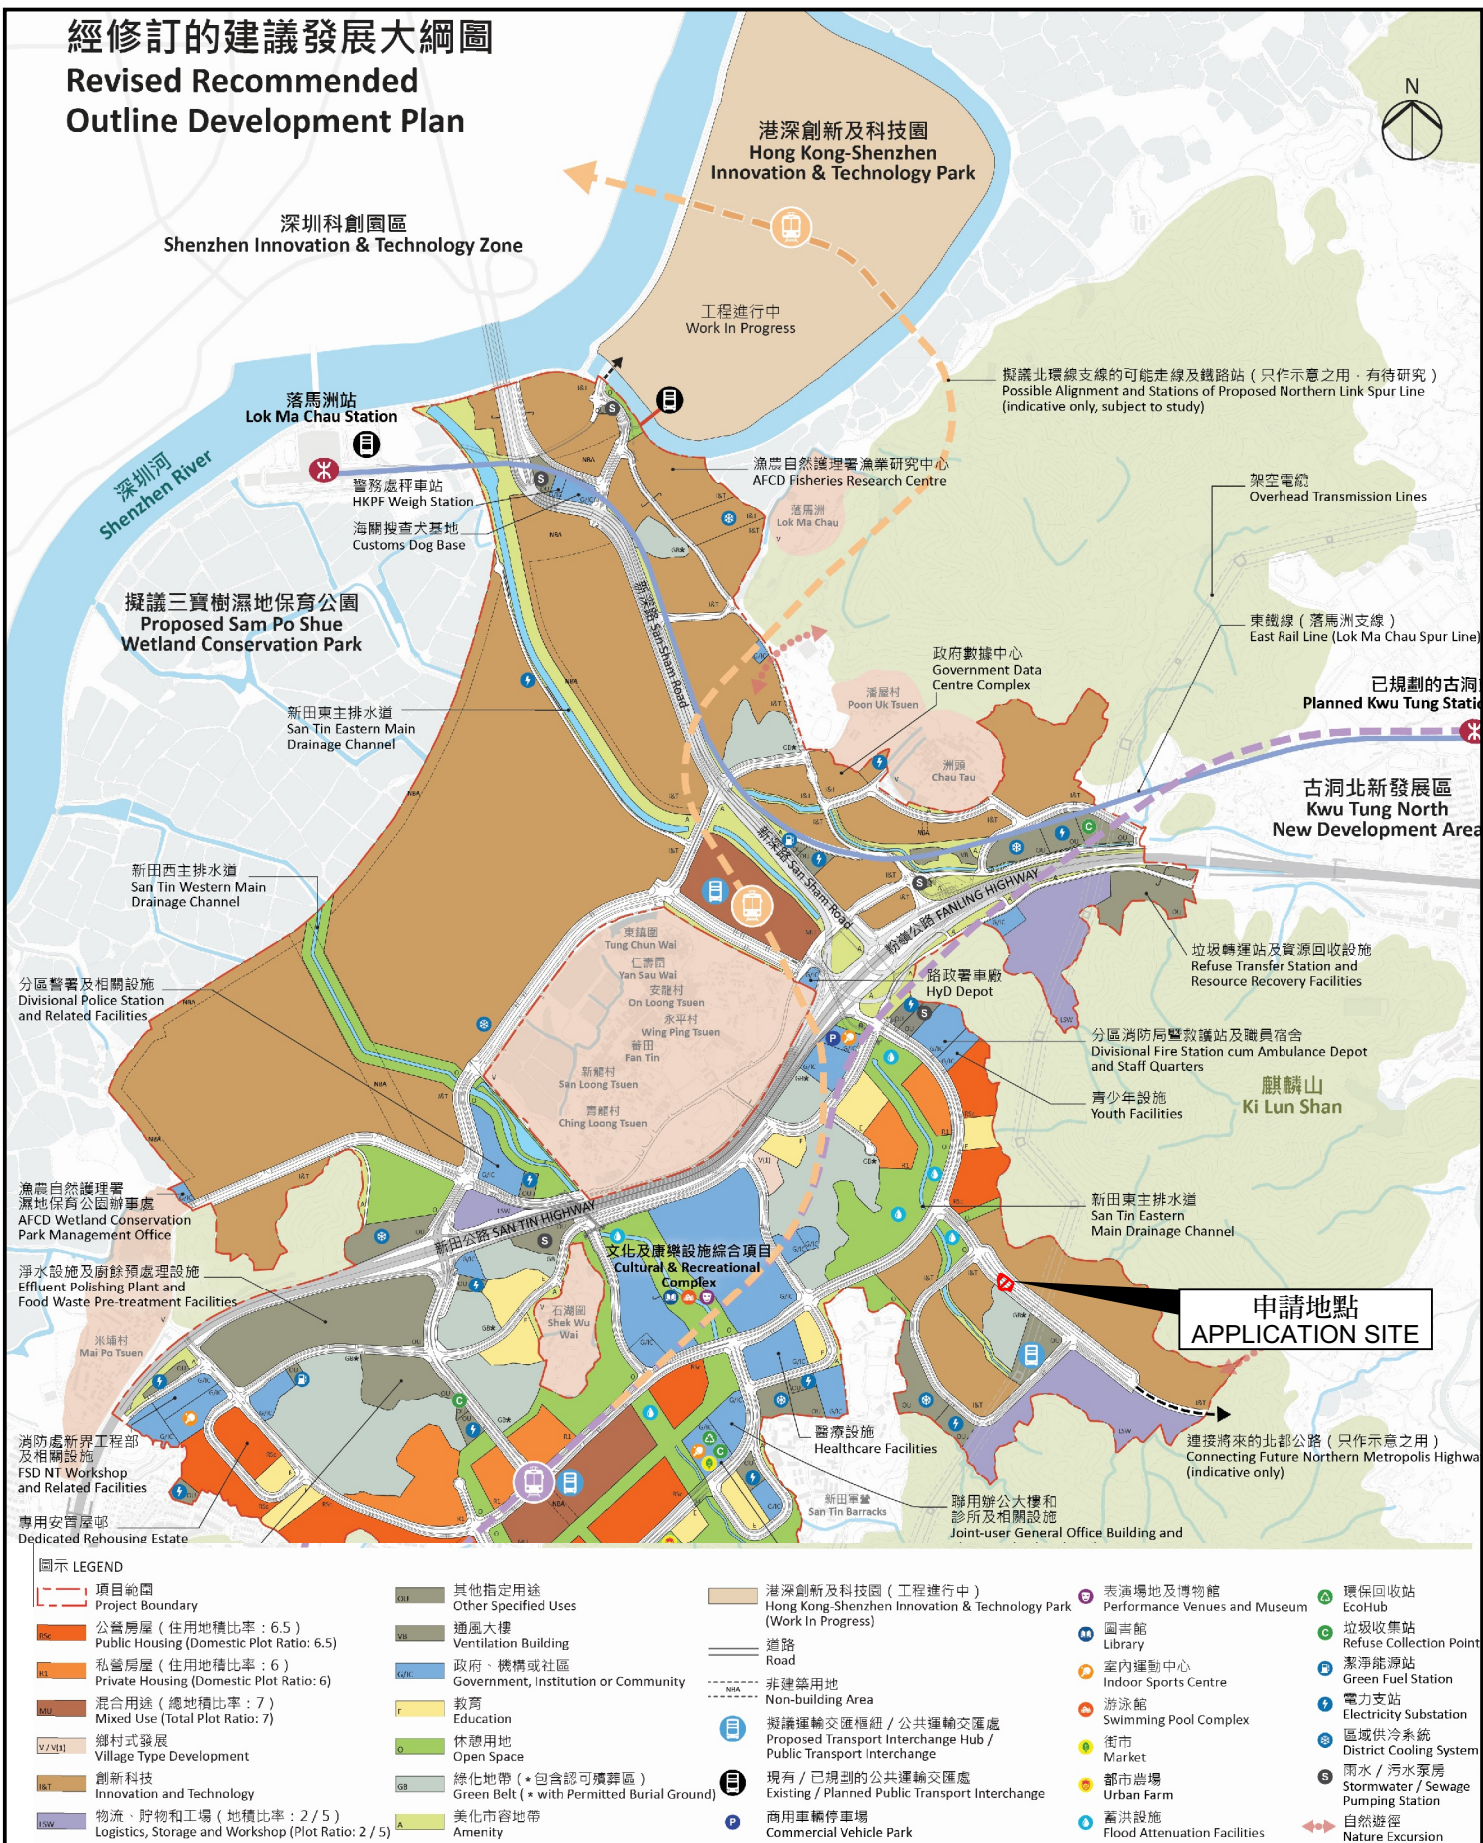 經修訂的建議發展大綱圖
Revised Recommended
Outline Development Plan
N
港深創新及科技園
Hong Kong-Shenzhen
Innovation & Technology Park
深圳科創園區
Shenzhen Innovation & Technology Zone
工程進行中
Work In Progress
擬議北環線支線的可能走線及鐵路站（只作示意之用，有待研究）
Possible Alignment and Stations of Proposed Northern Link Spur Line
(indicative only, subject to study)
落馬洲站
Lok Ma Chau Station
深圳河
Shenzhen River
漁農自然護理署漁業研究中心
AFCD Fisheries Research Centre
警務處秤車站
HKPF Weigh Station
海關搜查犬基地
Customs Dog Base
落馬洲
Lok Ma Chau
架空電纜
Overhead Transmission Lines
擬議三寶樹濕地保育公園
Proposed Sam Po Shue
Wetland Conservation Park
新深路 San Sham Road
東鐵線（落馬洲支線）
East Rail Line (Lok Ma Chau Spur Line)
政府數據中心
Government Data
Centre Complex
潘屋村
Poon Uk Tsuen
已規劃的古洞
Planned Kwu Tung Static
新田東主排水道
San Tin Eastern Main
Drainage Channel
洲頭
Chau Tau
古洞北新發展區
Kwu Tung North
New Development Area
新深路 San Sham Road
粉嶺公路 FANLING HIGHWAY
新田西主排水道
San Tin Western Main
Drainage Channel
東鎮圍
Tung Chun Wai
仁壽圍
Yan Sau Wai
安龍村
On Loong Tsuen
永平村
Wing Ping Tsuen
蕃田
Fan Tin
新龍村
San Loong Tsuen
青龍村
Ching Loong Tsuen
垃圾轉運站及資源回收設施
Refuse Transfer Station and
Resource Recovery Facilities
路政署車廠
HyD Depot
分區警署及相關設施
Divisional Police Station
and Related Facilities
分區消防局暨救護站及職員宿舍
Divisional Fire Station cum Ambulance Depot
and Staff Quarters
麒麟山
Ki Lun Shan
青少年設施
Youth Facilities
漁農自然護理署
濕地保育公園辦事處
AFCD Wetland Conservation
Park Management Office
新田公路 SAN TIN HIGHWAY
新田東主排水道
San Tin Eastern
Main Drainage Channel
文化及康樂設施綜合項目
Cultural & Recreational
Complex
淨水設施及廚餘預處理設施
Effluent Polishing Plant and
Food Waste Pre-treatment Facilities
石湖圍
Shek Wu
Wai
申請地點
APPLICATION SITE
米埔村
Mai Po Tsuen
消防處新界工程部
及相關設施
FSD NT Workshop
and Related Facilities
醫療設施
Healthcare Facilities
連接將來的北都公路（只作示意之用）
Connecting Future Northern Metropolis Highwa
(indicative only)
新田軍營
San Tin Barracks
聯用辦公大樓和
診所及相關設施
Joint-user General Office Building and
專用安置屋邨
Dedicated Rehousing Estate
圖示 LEGEND
項目範圍
Project Boundary
RSc
公營房屋（住用地積比率：6.5）
Public Housing (Domestic Plot Ratio: 6.5)
R1
私營房屋（住用地積比率：6）
Private Housing (Domestic Plot Ratio: 6)
MU
混合用途（總地積比率：7）
Mixed Use (Total Plot Ratio: 7)
V / V(1)
鄉村式發展
Village Type Development
I&T
創新科技
Innovation and Technology
LSW
物流、貯物和工場（地積比率：2 / 5）
Logistics, Storage and Workshop (Plot Ratio: 2 / 5)
OU
其他指定用途
Other Specified Uses
VB
通風大樓
Ventilation Building
G/IC
政府、機構或社區
Government, Institution or Community
E
教育
Education
O
休憩用地
Open Space
GB
綠化地帶（* 包含認可殯葬區）
Green Belt ( * with Permitted Burial Ground)
A
美化市容地帶
Amenity
港深創新及科技園（工程進行中）
Hong Kong-Shenzhen Innovation & Technology Park
(Work In Progress)
道路
Road
NBA
非建築用地
Non-building Area
擬議運輸交匯樞紐 / 公共運輸交匯處
Proposed Transport Interchange Hub /
Public Transport Interchange
現有 / 已規劃的公共運輸交匯處
Existing / Planned Public Transport Interchange
P
商用車輛停車場
Commercial Vehicle Park
表演場地及博物館
Performance Venues and Museum
圖書館
Library
室內運動中心
Indoor Sports Centre
游泳館
Swimming Pool Complex
街市
Market
都市農場
Urban Farm
蓄洪設施
Flood Attenuation Facilities
環保回收站
EcoHub
C
垃圾收集站
Refuse Collection Point
潔淨能源站
Green Fuel Station
電力支站
Electricity Substation
區域供冷系統
District Cooling System
S
雨水 / 污水泵房
Stormwater / Sewage
Pumping Station
自然遊徑
Nature Excursion